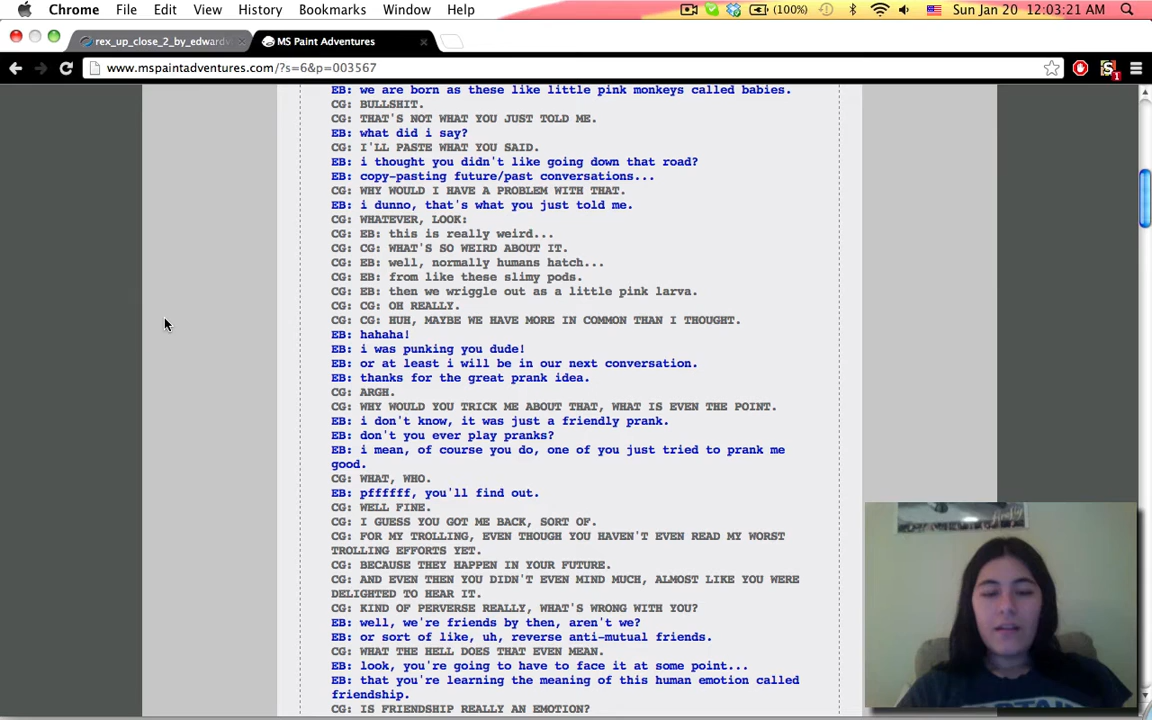 Chrome File Edit View History Bookmarks Window Help (100%) Sun Jan 20 12:03:21 AM
rex_up_close_2_by_edward MS Paint Adventures
www.mspaintadventures.com/?s=6&p=003567
EB: we are born as these like little pink monkeys called babies.
CG: BULLSHIT.
CG: THAT'S NOT WHAT YOU JUST TOLD ME.
EB: what did i say?
CG: I'LL PASTE WHAT YOU SAID.
EB: i thought you didn't like going down that road?
EB: copy-pasting future/past conversations...
CG: WHY WOULD I HAVE A PROBLEM WITH THAT.
EB: i dunno, that's what you just told me.
CG: WHATEVER, LOOK:
CG: EB: this is really weird...
CG: CG: WHAT'S SO WEIRD ABOUT IT.
CG: EB: well, normally humans hatch...
CG: EB: from like these slimy pods.
CG: EB: then we wriggle out as a little pink larva.
CG: CG: OH REALLY.
CG: CG: HUH, MAYBE WE HAVE MORE IN COMMON THAN I THOUGHT.
EB: hahaha!
EB: i was punking you dude!
EB: or at least i will be in our next conversation.
EB: thanks for the great prank idea.
CG: ARGH.
CG: WHY WOULD YOU TRICK ME ABOUT THAT, WHAT IS EVEN THE POINT.
EB: i don't know, it was just a friendly prank.
EB: don't you ever play pranks?
EB: i mean, of course you do, one of you just tried to prank me
good.
CG: WHAT, WHO.
EB: pffffff, you'll find out.
CG: WELL FINE.
CG: I GUESS YOU GOT ME BACK, SORT OF.
CG: FOR MY TROLLING, EVEN THOUGH YOU HAVEN'T EVEN READ MY WORST
TROLLING EFFORTS YET.
CG: BECAUSE THEY HAPPEN IN YOUR FUTURE.
CG: AND EVEN THEN YOU DIDN'T EVEN MIND MUCH, ALMOST LIKE YOU WERE
DELIGHTED TO HEAR IT.
CG: KIND OF PERVERSE REALLY, WHAT'S WRONG WITH YOU?
EB: well, we're friends by then, aren't we?
EB: or sort of like, uh, reverse anti-mutual friends.
CG: WHAT THE HELL DOES THAT EVEN MEAN.
EB: look, you're going to have to face it at some point...
EB: that you're learning the meaning of this human emotion called
friendship.
CG: IS FRIENDSHIP REALLY AN EMOTION?